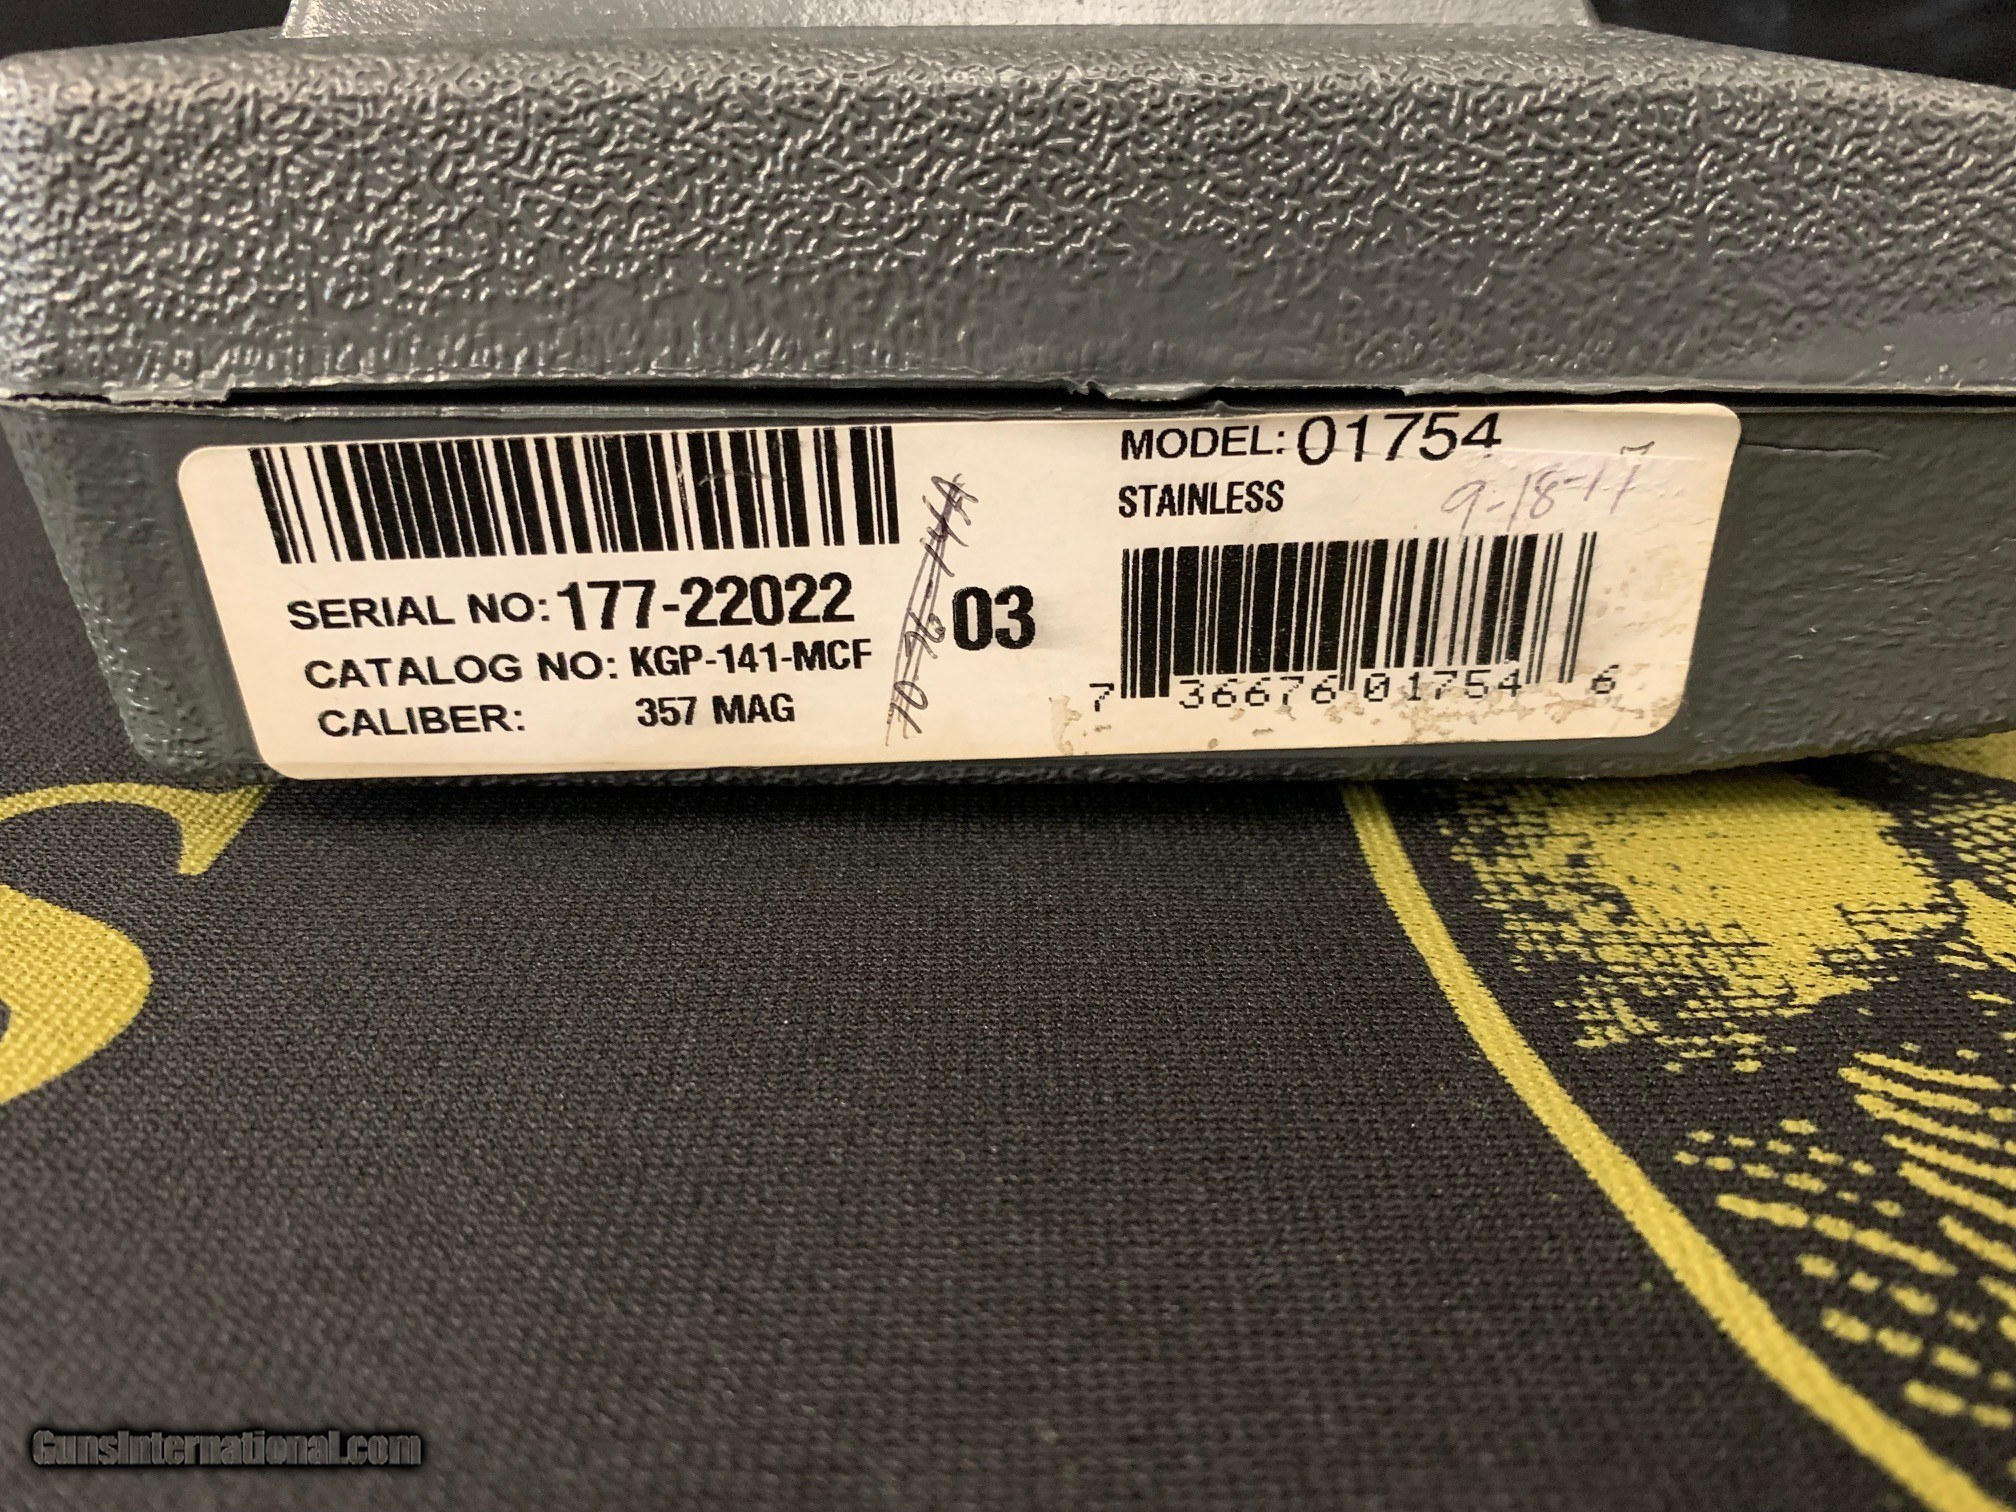 SERIAL NO: 177-22022
CATALOG NO: KGP-141-MCF
CALIBER: 357 MAG
03
MODEL: 01754
STAINLESS
9-18-17
7 36676 01754 6
S
GunsInternational.com